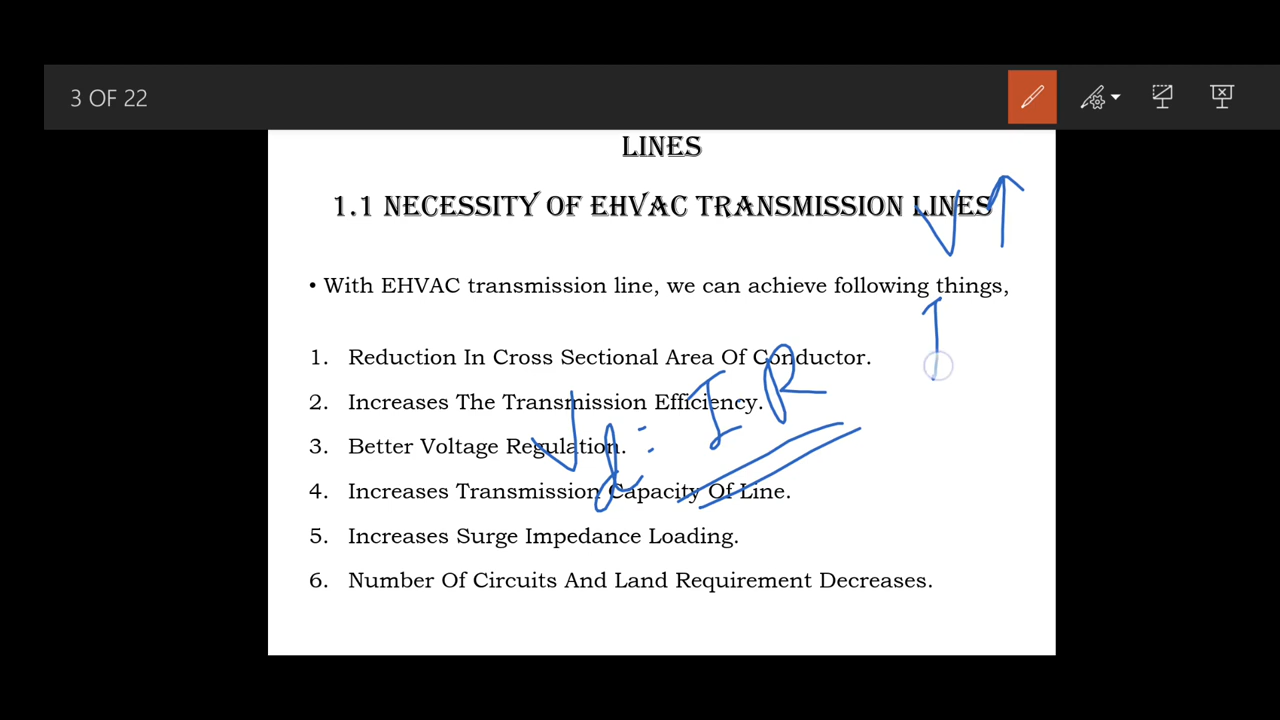 3 OF 22
LINES
1.1 NECESSITY OF EHVAC TRANSMISSION LINES
V ↑
• With EHVAC transmission line, we can achieve following things,
I
1. Reduction In Cross Sectional Area Of Conductor.
2. Increases The Transmission Efficiency.
3. Better Voltage Regulation.
Vd = I.R
4. Increases Transmission Capacity Of Line.
5. Increases Surge Impedance Loading.
6. Number Of Circuits And Land Requirement Decreases.